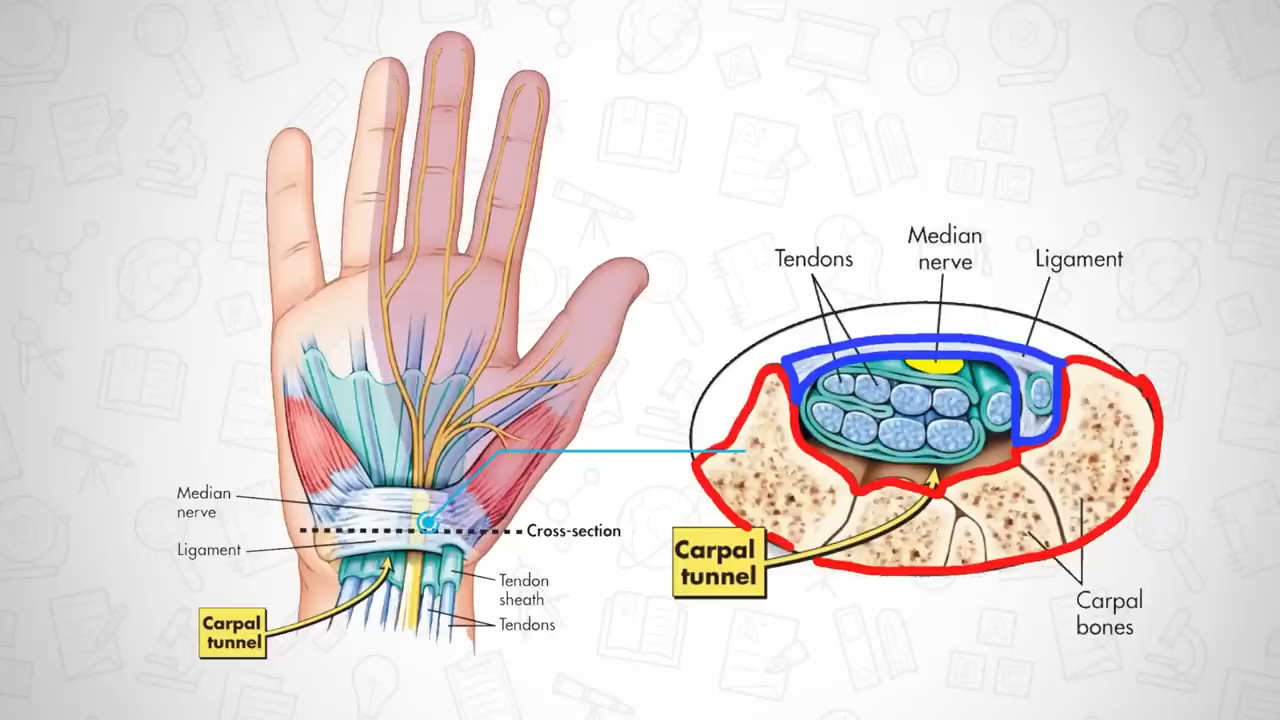 Median
nerve
Ligament
Carpal
tunnel
Cross-section
Tendon
sheath
Tendons
Tendons
Median
nerve
Ligament
Carpal
tunnel
Carpal
bones